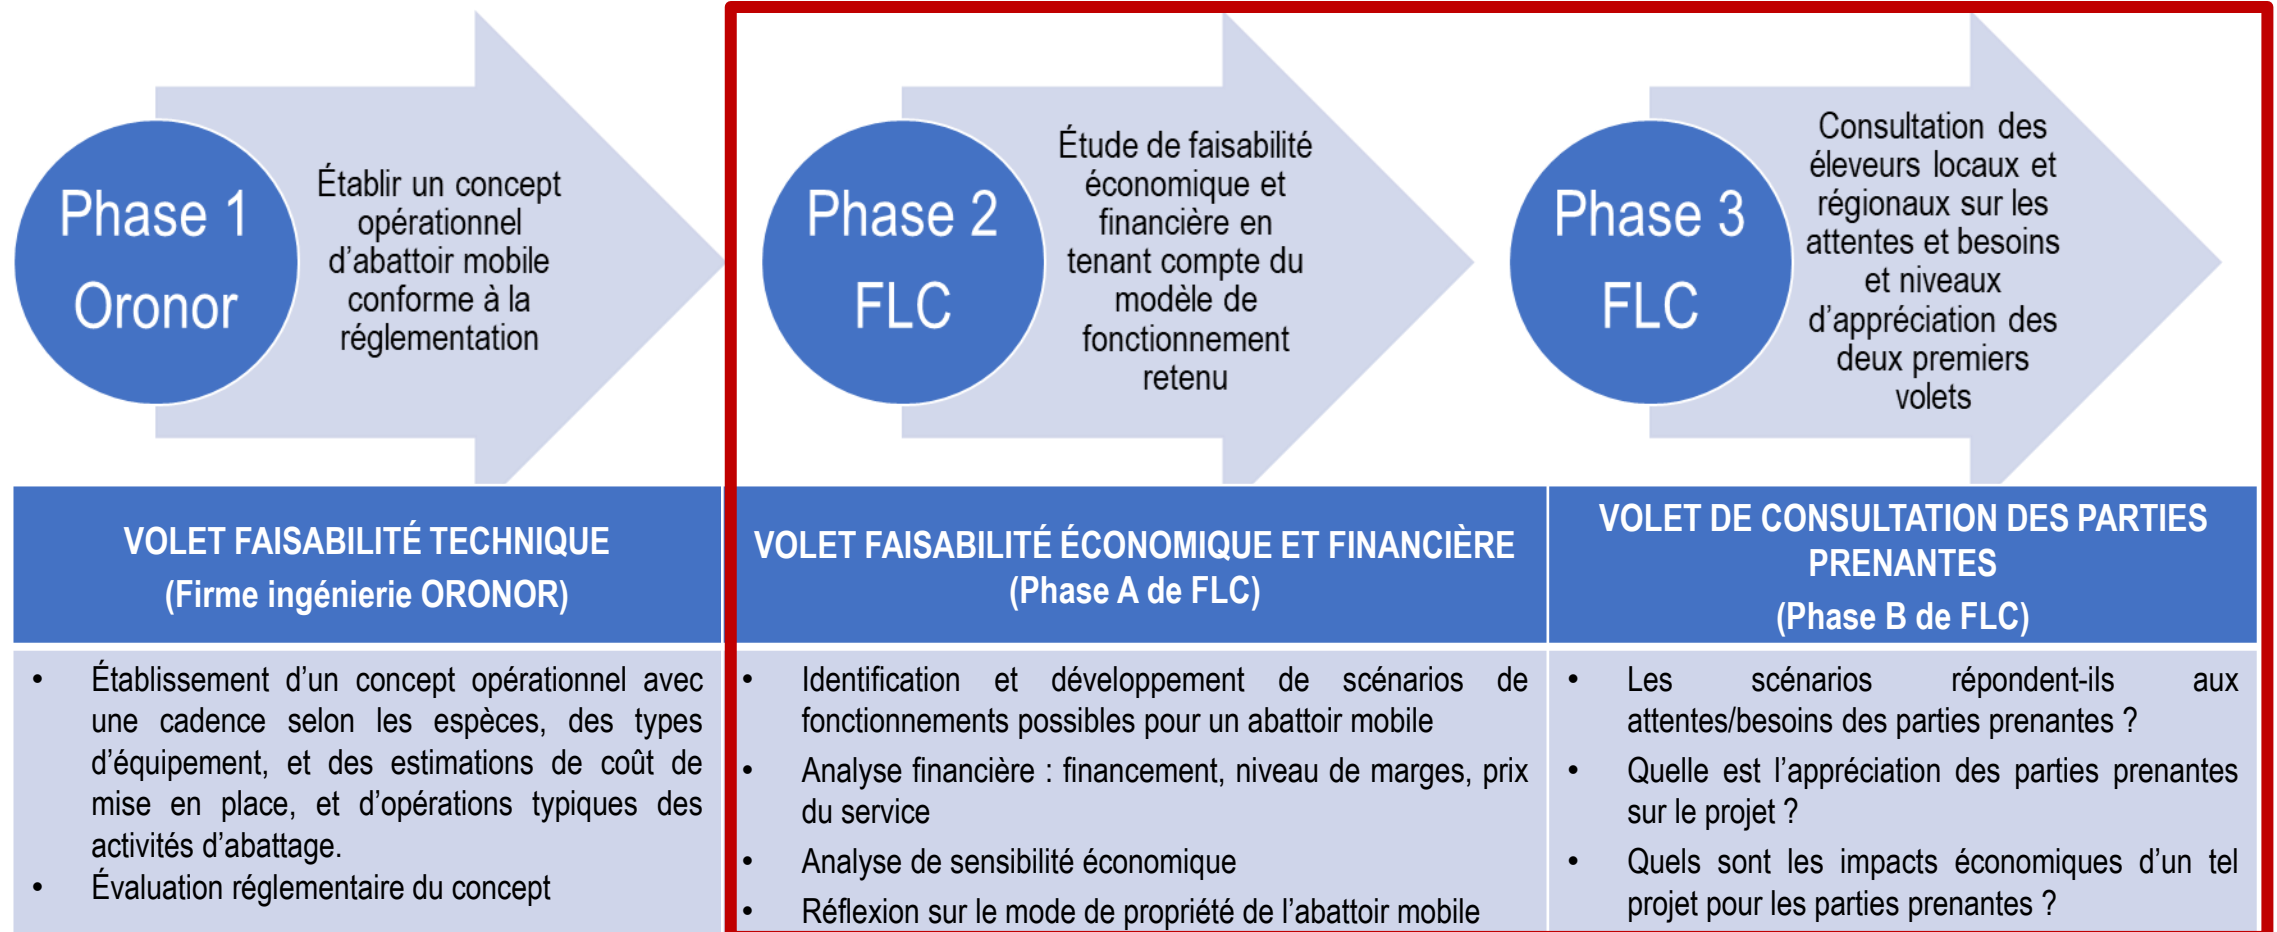 Phase 1
Oronor
Établir un concept
opérationnel
d’abattoir mobile
conforme à la
réglementation
Phase 2
FLC
Étude de faisabilité
économique et
financière en
tenant compte du
modèle de
fonctionnement
retenu
Phase 3
FLC
Consultation des
éleveurs locaux et
régionaux sur les
attentes et besoins
et niveaux
d’appréciation des
deux premiers
volets
VOLET FAISABILITÉ TECHNIQUE
(Firme ingénierie ORONOR)
VOLET FAISABILITÉ ÉCONOMIQUE ET FINANCIÈRE
(Phase A de FLC)
VOLET DE CONSULTATION DES PARTIES
PRENANTES
(Phase B de FLC)
• Établissement d’un concept opérationnel avec
une cadence selon les espèces, des types
d’équipement, et des estimations de coût de
mise en place, et d’opérations typiques des
activités d’abattage.
• Évaluation réglementaire du concept
• Identification et développement de scénarios de
fonctionnements possibles pour un abattoir mobile
• Analyse financière : financement, niveau de marges, prix
du service
• Analyse de sensibilité économique
• Réflexion sur le mode de propriété de l’abattoir mobile
• Les scénarios répondent-ils aux
attentes/besoins des parties prenantes ?
• Quelle est l’appréciation des parties prenantes
sur le projet ?
• Quels sont les impacts économiques d’un tel
projet pour les parties prenantes ?